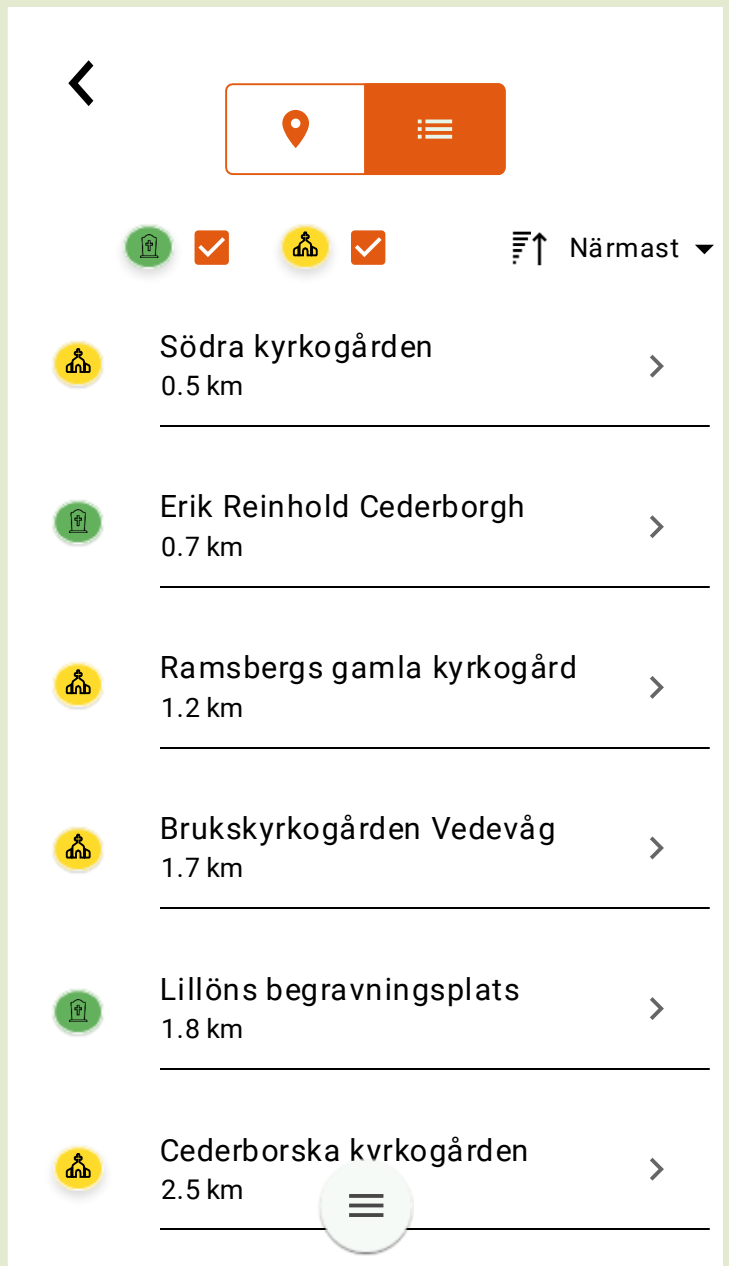 Närmast
Södra kyrkogården
0.5 km
Erik Reinhold Cederborgh
0.7 km
Ramsbergs gamla kyrkogård
1.2 km
Brukskyrkogården Vedevåg
1.7 km
Lillöns begravningsplats
1.8 km
Cederborska kyrkogården
2.5 km